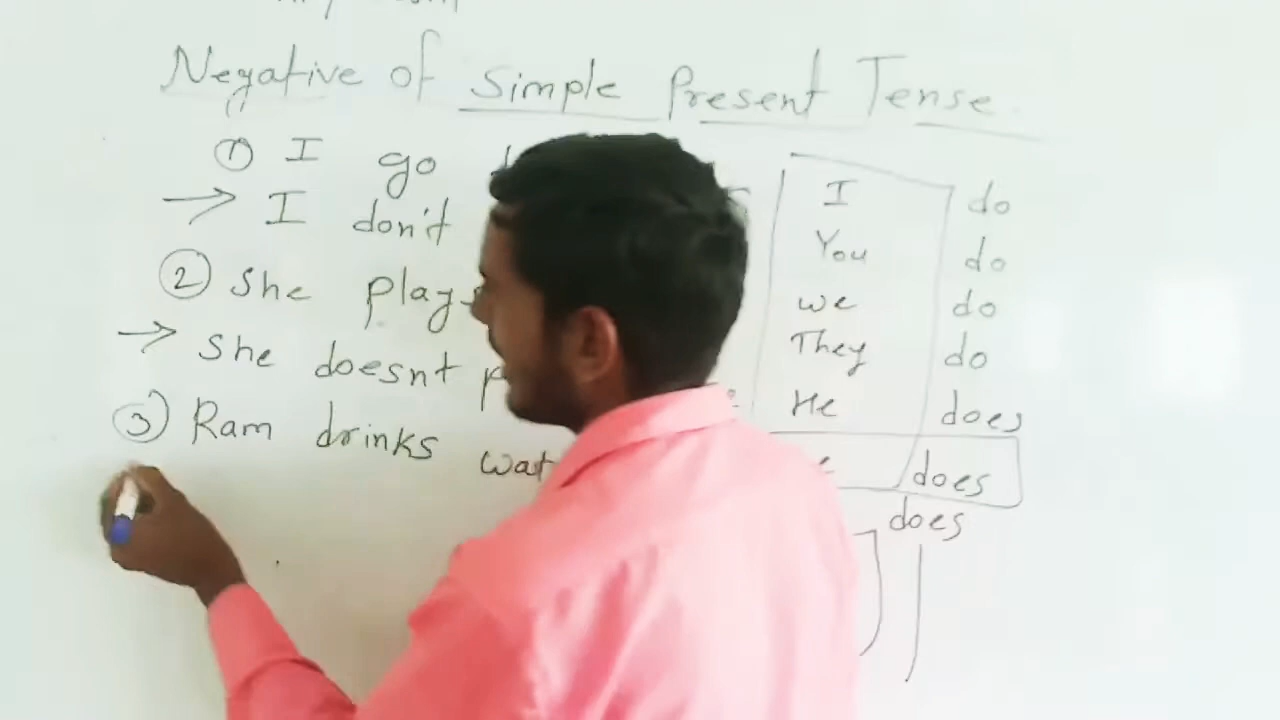 Negative of Simple Present Tense.
① I go
→ I don't
② She plays
→ She doesnt
③ Ram drinks
I do
You do
we do
They do
He does
does
does